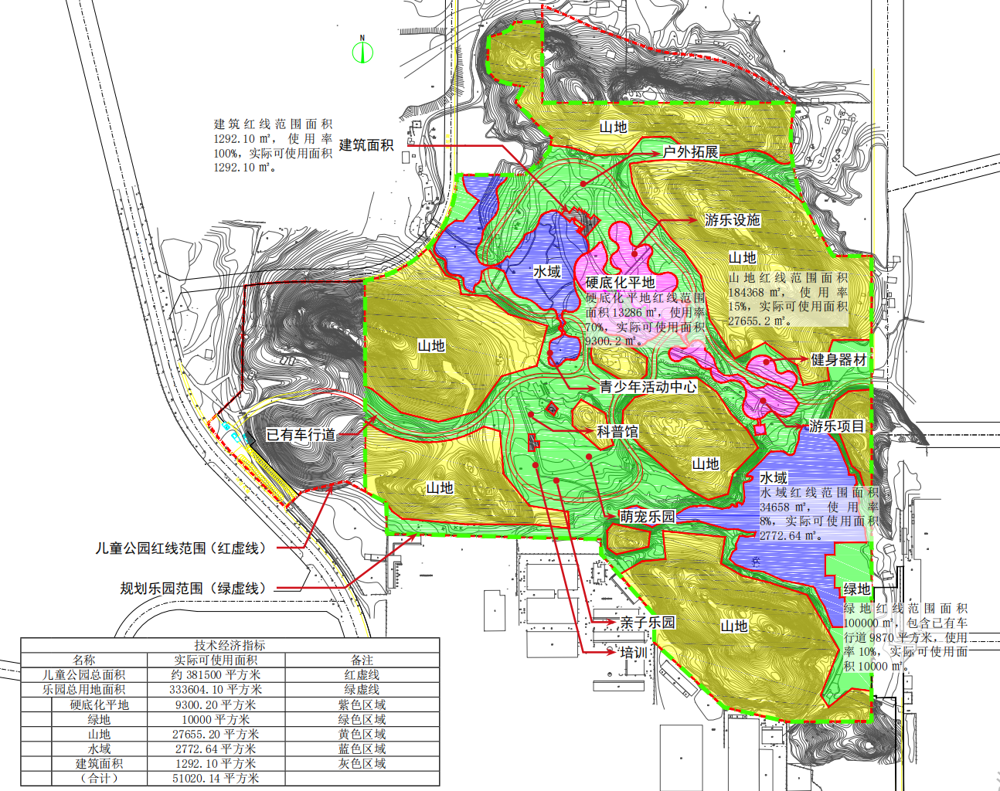 N
建筑红线范围面积
1292.10㎡，使用率
100%，实际可使用面积
1292.10㎡。
建筑面积
山地
户外拓展
游乐设施
山地
山地红线范围面积
184368㎡，使用率
15%，实际可使用面积
27655.2㎡。
水域
硬底化平地
硬底化平地红线范围
面积13286㎡，使用率
70%，实际可使用面积
9300.2㎡。
山地
健身器材
青少年活动中心
已有车行道
科普馆
游乐项目
山地
山地
水域
水域红线范围面积
34658㎡，使用率
8%，实际可使用面积
2772.64㎡。
萌宠乐园
儿童公园红线范围（红虚线）
规划乐园范围（绿虚线）
绿地
绿地红线范围面积
100000㎡，包含已有车
行道9870平方米，使用
率10%，实际可使用面
积10000㎡。
亲子乐园
山地
培训
技术经济指标
名称 实际可使用面积 备注
儿童公园总面积 约381500平方米 红虚线
乐园总用地面积 333604.10平方米 绿虚线
硬底化平地 9300.20平方米 紫色区域
绿地 10000平方米 绿色区域
山地 27655.20平方米 黄色区域
水域 2772.64平方米 蓝色区域
建筑面积 1292.10平方米 灰色区域
（合计） 51020.14平方米